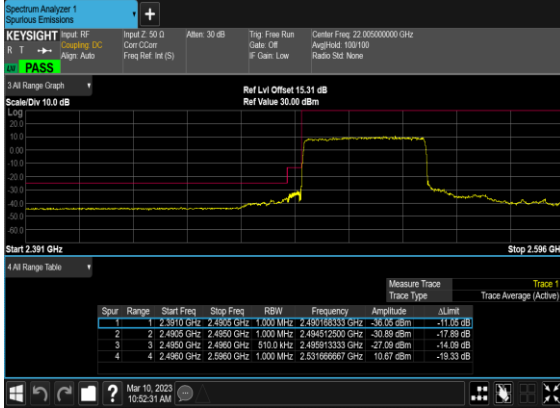 Spectrum Analyzer 1
Spurious Emissions
+
KEYSIGHT Input: RF Input Z: 50 Ω Atten: 30 dB Trig: Free Run Center Freq: 22.005000000 GHz
R T Coupling: DC Corr CCorr Gate: Off Avg|Hold: 100/100
Align: Auto Freq Ref: Int (S) IF Gain: Low Radio Std: None
LW PASS
3 All Range Graph
Ref Lvl Offset 15.31 dB
Scale/Div 10.0 dB Ref Value 30.00 dBm
Log
20.0
10.0
0.00
-10.0
-20.0
-30.0
-40.0
-50.0
-60.0
Start 2.391 GHz Stop 2.596 GH
4 All Range Table
Measure Trace Trace 1
Trace Type Trace Average (Active)
Spur Range Start Freq Stop Freq RBW Frequency Amplitude ΔLimit
1 1 2.3910 GHz 2.4905 GHz 1.000 MHz 2.490168333 GHz -36.05 dBm -11.05 dB
2 2 2.4905 GHz 2.4950 GHz 1.000 MHz 2.494512500 GHz -30.89 dBm -17.89 dB
3 3 2.4950 GHz 2.4960 GHz 510.0 kHz 2.495913333 GHz -27.09 dBm -14.09 dB
4 4 2.4960 GHz 2.5960 GHz 1.000 MHz 2.531666667 GHz 10.67 dBm -19.33 dB
? Mar 10, 2023
10:52:31 AM